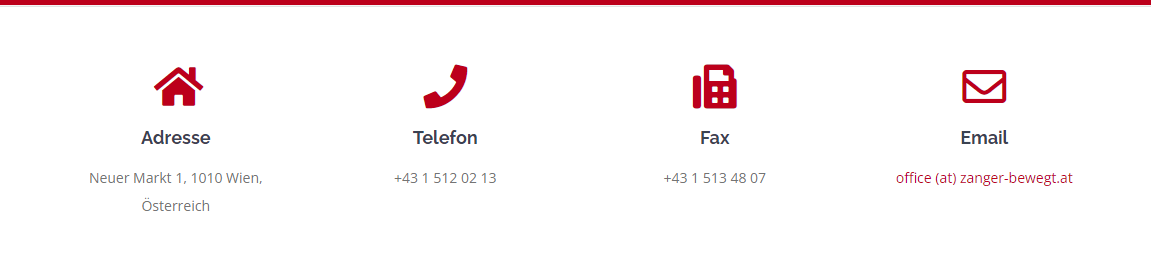 Adresse
Neuer Markt 1, 1010 Wien,
Österreich
Telefon
+43 1 512 02 13
Fax
+43 1 513 48 07
Email
office (at) zanger-bewegt.at